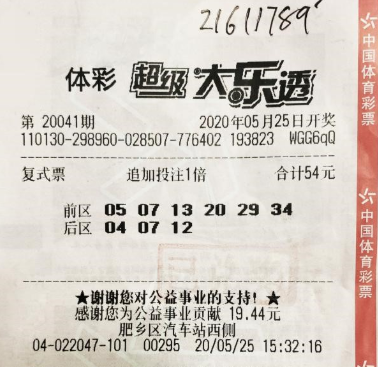 21611789
体彩 超级大乐透
第 20041期 2020年05月25日开奖
110130-298960-028507-776402 193823 WGG6qQ
复式票 追加投注1倍 合计54元
前区 05 07 13 20 29 34
后区 04 07 12
★谢谢您对公益事业的支持！★
感谢您为公益事业贡献 19.44元
肥乡区汽车站西侧
04-022047-101 00295 20/05/25 15:32:16
中国体育彩票
中国体育彩票